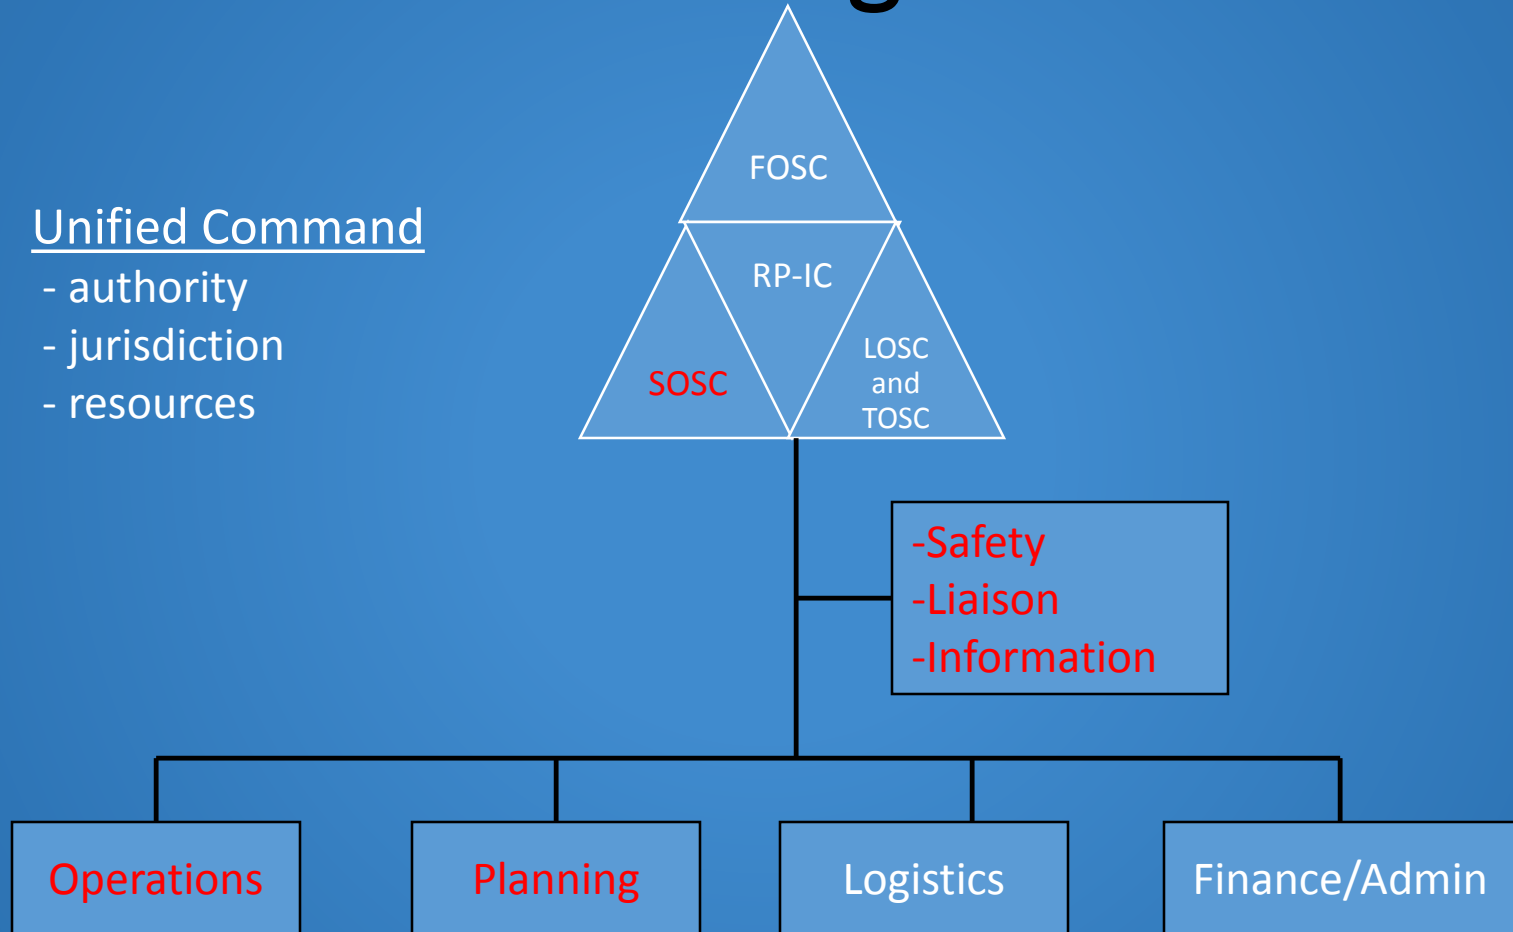 FOSC
Unified Command
- authority
- jurisdiction
- resources
RP-IC
SOSC
LOSC
and
TOSC
-Safety
-Liaison
-Information
Operations
Planning
Logistics
Finance/Admin